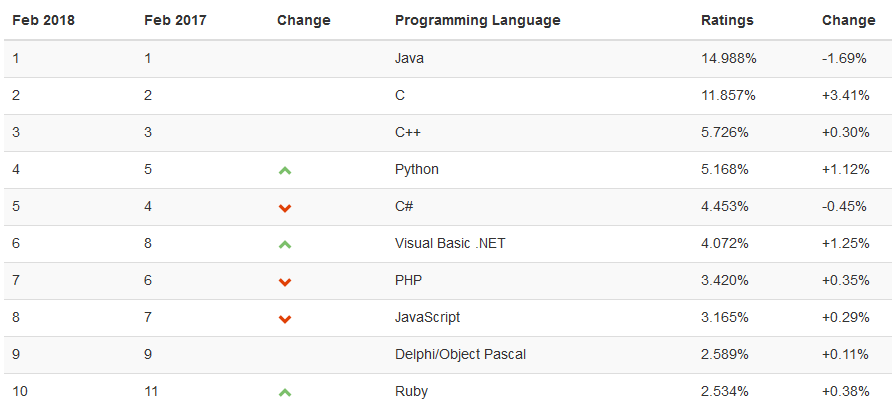 Feb 2018 Feb 2017 Change Programming Language Ratings Change
1 1 Java 14.988% -1.69%
2 2 C 11.857% +3.41%
3 3 C++ 5.726% +0.30%
4 5 Python 5.168% +1.12%
5 4 C# 4.453% -0.45%
6 8 Visual Basic .NET 4.072% +1.25%
7 6 PHP 3.420% +0.35%
8 7 JavaScript 3.165% +0.29%
9 9 Delphi/Object Pascal 2.589% +0.11%
10 11 Ruby 2.534% +0.38%